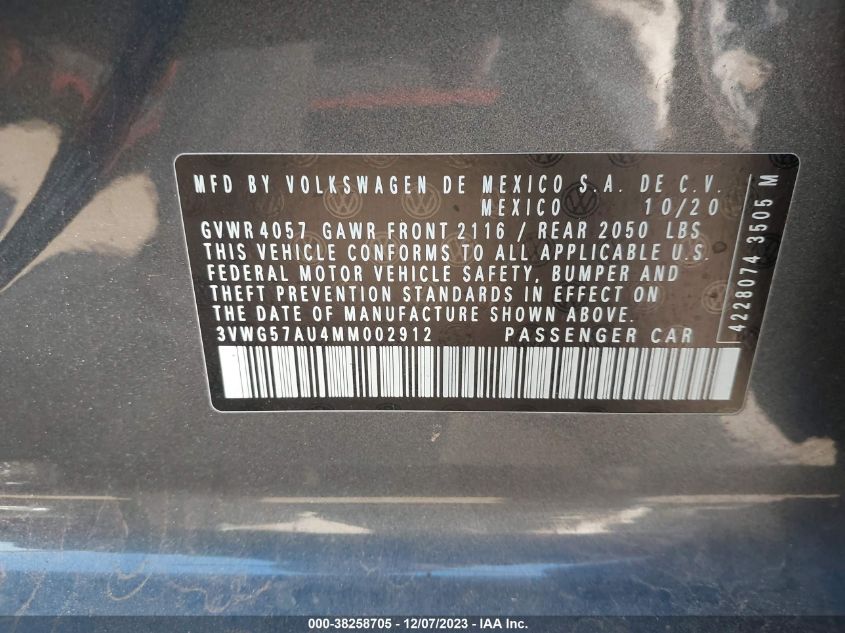 MFD BY VOLKSWAGEN DE MEXICO S.A. DE C.V.
MEXICO 10/20
GVWR 4057 GAWR FRONT 2116 / REAR 2050 LBS
THIS VEHICLE CONFORMS TO ALL APPLICABLE U.S.
FEDERAL MOTOR VEHICLE SAFETY, BUMPER AND
THEFT PREVENTION STANDARDS IN EFFECT ON
THE DATE OF MANUFACTURE SHOWN ABOVE.
3VWG57AU4MM002912 PASSENGER CAR
4228074 3505 M
000-38258705 - 12/07/2023 - IAA Inc.